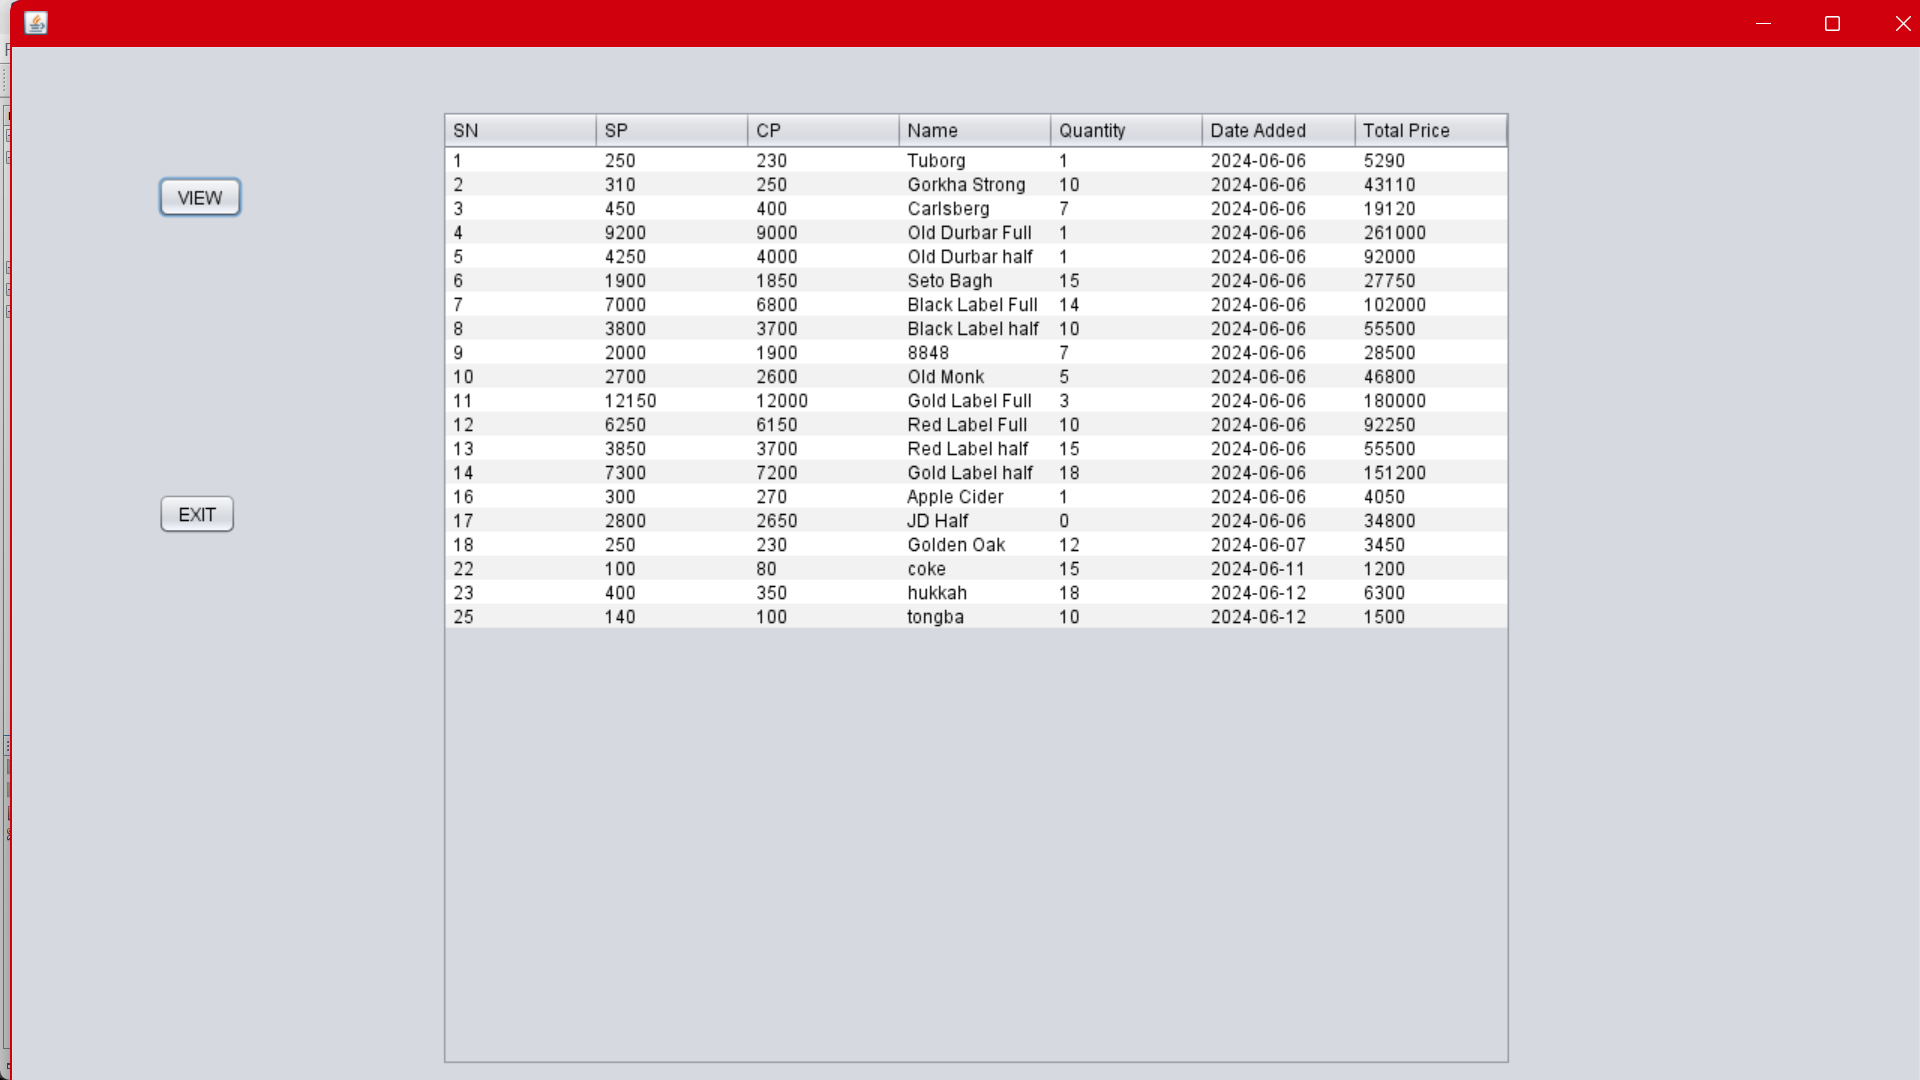 SN SP CP Name Quantity Date Added Total Price
1 250 230 Tuborg 1 2024-06-06 5290
2 310 250 Gorkha Strong 10 2024-06-06 43110
VIEW
3 450 400 Carlsberg 7 2024-06-06 19120
4 9200 9000 Old Durbar Full 1 2024-06-06 261000
5 4250 4000 Old Durbar half 1 2024-06-06 92000
6 1900 1850 Seto Bagh 15 2024-06-06 27750
7 7000 6800 Black Label Full 14 2024-06-06 102000
8 3800 3700 Black Label half 10 2024-06-06 55500
9 2000 1900 8848 7 2024-06-06 28500
10 2700 2600 Old Monk 5 2024-06-06 46800
11 12150 12000 Gold Label Full 3 2024-06-06 180000
12 6250 6150 Red Label Full 10 2024-06-06 92250
13 3850 3700 Red Label half 15 2024-06-06 55500
14 7300 7200 Gold Label half 18 2024-06-06 151200
16 300 270 Apple Cider 1 2024-06-06 4050
EXIT
17 2800 2650 JD Half 0 2024-06-06 34800
18 250 230 Golden Oak 12 2024-06-07 3450
22 100 80 coke 15 2024-06-11 1200
23 400 350 hukkah 18 2024-06-12 6300
25 140 100 tongba 10 2024-06-12 1500